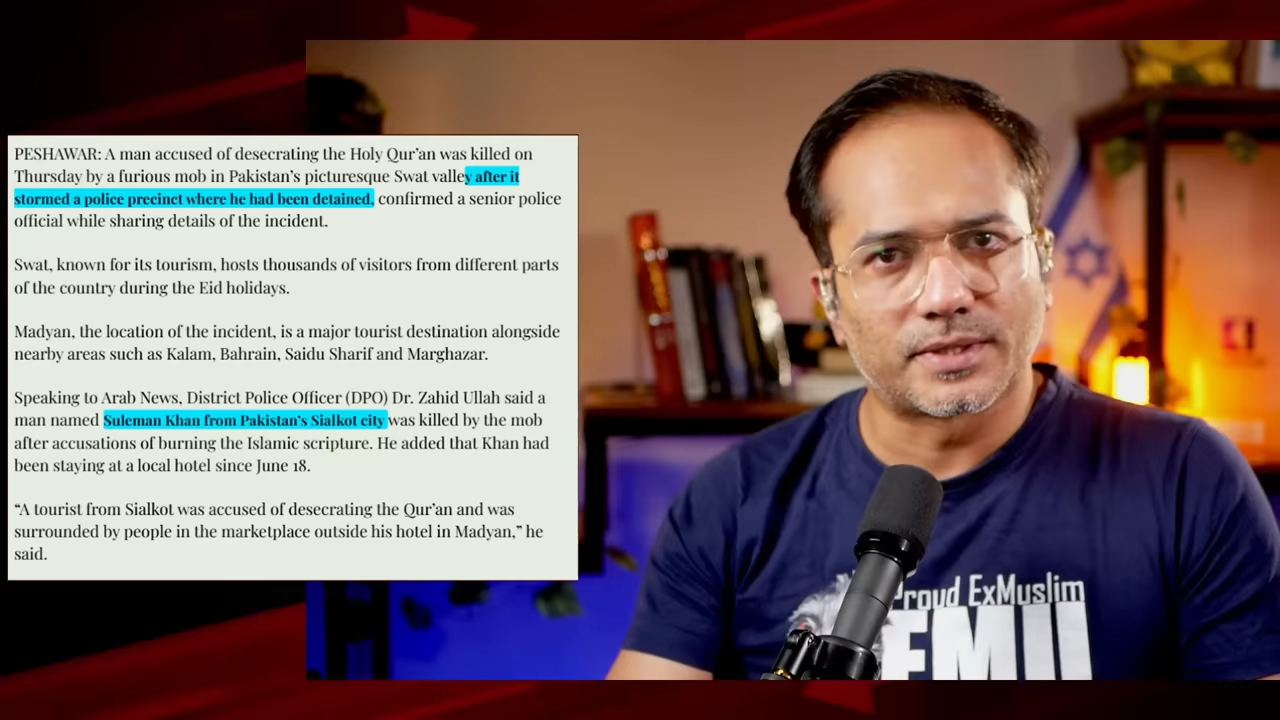 PESHAWAR: A man accused of desecrating the Holy Qur’an was killed on
Thursday by a furious mob in Pakistan’s picturesque Swat valley after it
stormed a police precinct where he had been detained, confirmed a senior police
official while sharing details of the incident.
Swat, known for its tourism, hosts thousands of visitors from different parts
of the country during the Eid holidays.
Madyan, the location of the incident, is a major tourist destination alongside
nearby areas such as Kalam, Bahrain, Saidu Sharif and Marghazar.
Speaking to Arab News, District Police Officer (DPO) Dr. Zahid Ullah said a
man named Suleman Khan from Pakistan’s Sialkot city was killed by the mob
after accusations of burning the Islamic scripture. He added that Khan had
been staying at a local hotel since June 18.
“A tourist from Sialkot was accused of desecrating the Qur’an and was
surrounded by people in the marketplace outside his hotel in Madyan,” he
said.
Proud ExMuslim